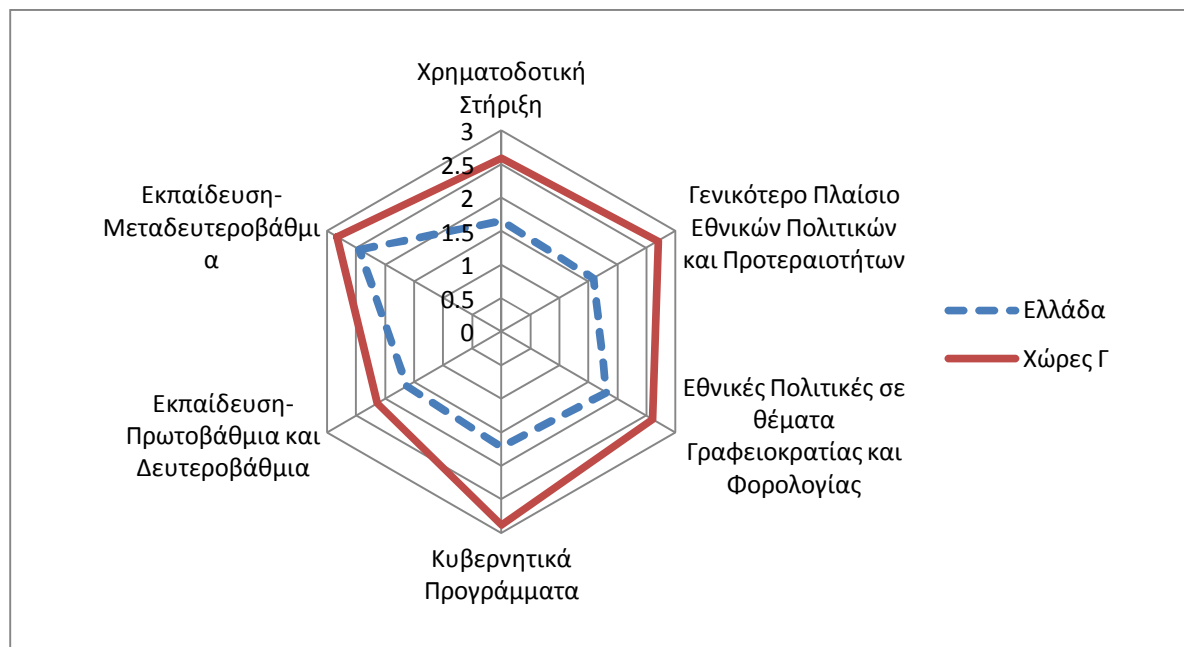 Χρηματοδοτική
Στήριξη
3
2.5
2
1.5
1
0.5
0
Γενικότερο Πλαίσιο
Εθνικών Πολιτικών
και Προτεραιοτήτων
Εθνικές Πολιτικές σε
θέματα
Γραφειοκρατίας και
Φορολογίας
Κυβερνητικά
Προγράμματα
Εκπαίδευση-
Πρωτοβάθμια και
Δευτεροβάθμια
Εκπαίδευση-
Μεταδευτεροβάθμι
α
Ελλάδα
Χώρες Γ